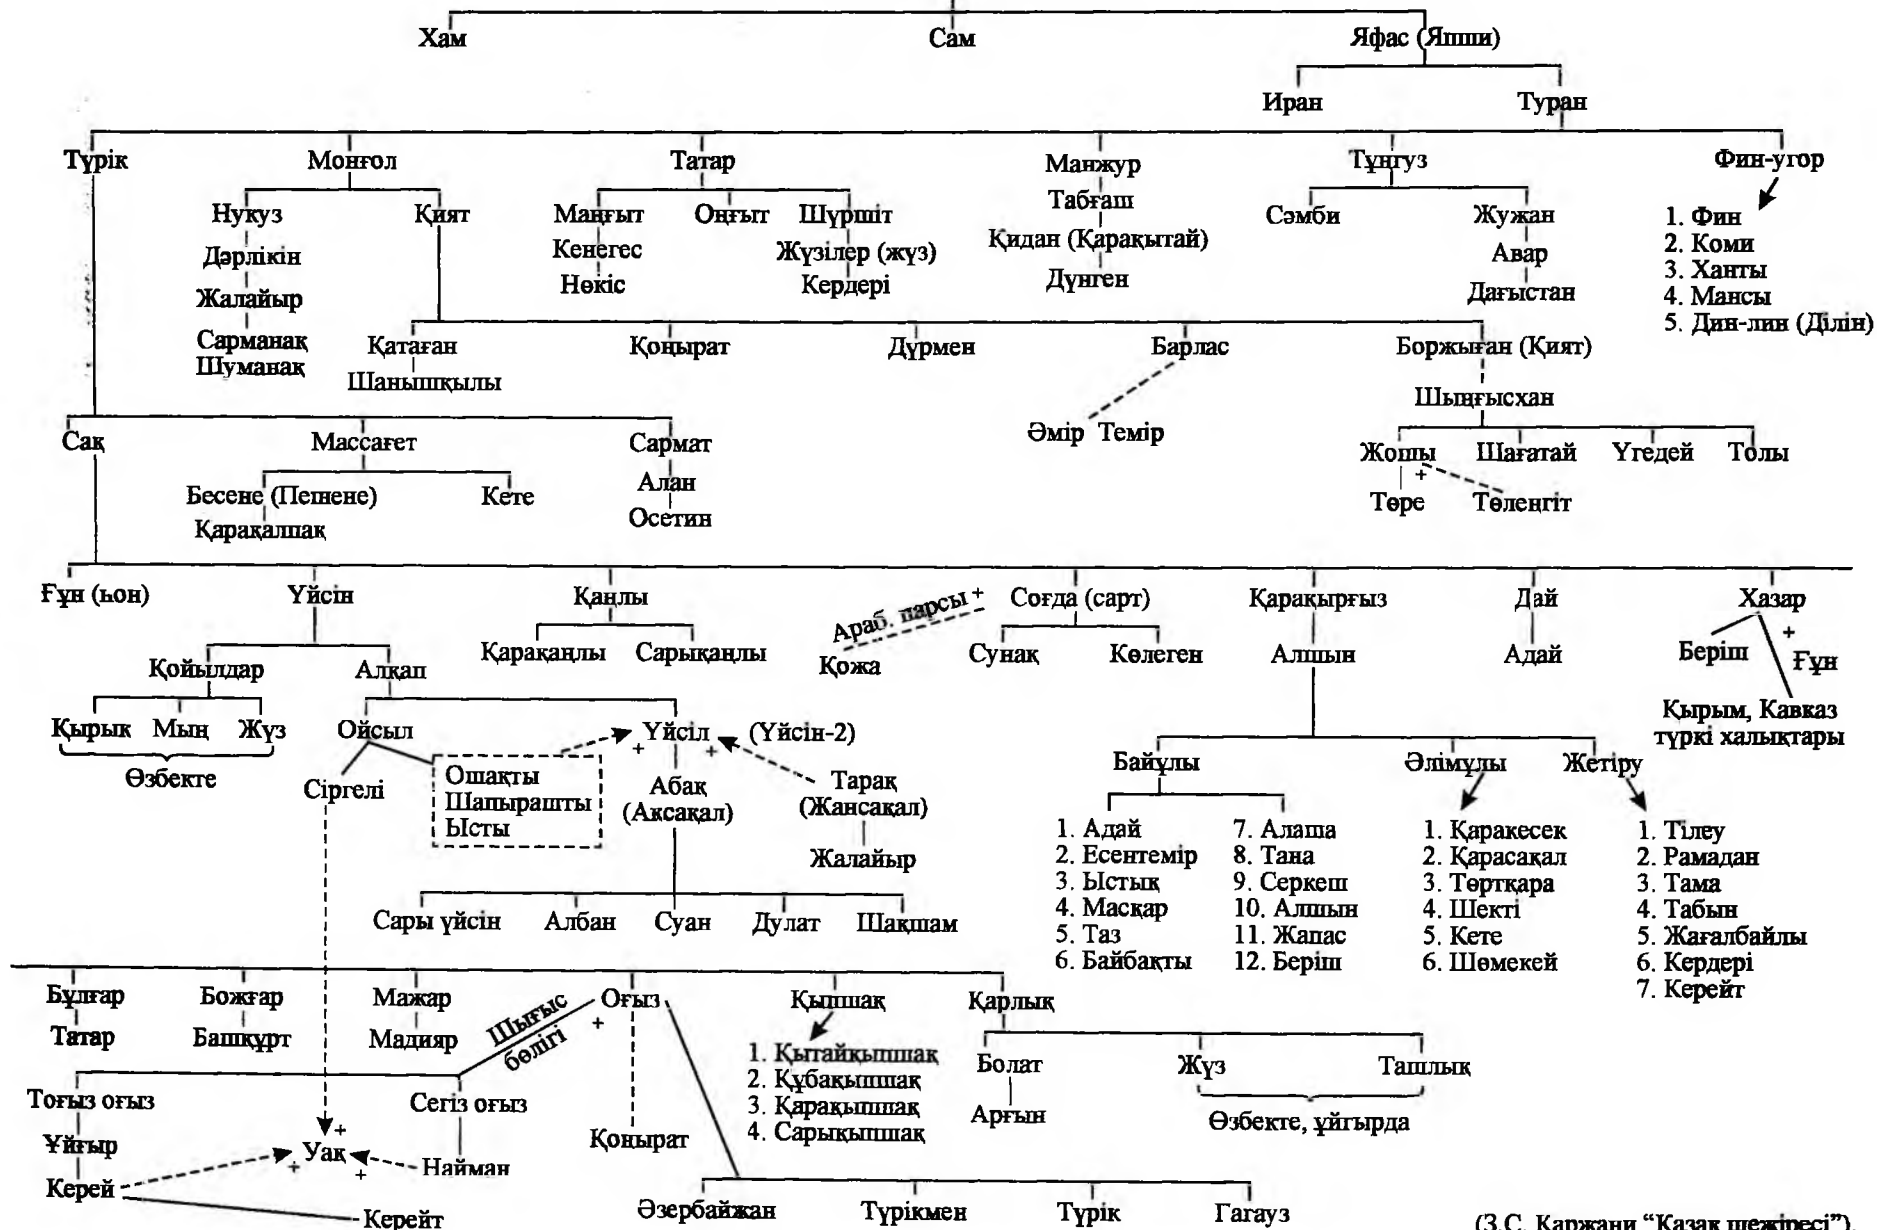 Хам Сам Яфас (Япши)
Иран Туран
Түрік Монғол Татар Манжур Тұңғуз Фин-угор
Нукуз Қият Маңғыт Оңғыт Шүршіт Табғаш Сәмби Жужан 1. Фин
Дәрлікін Кенегес Жүзілер (жүз) Қидан (Қарақытай) Авар 2. Коми
Жалайыр Нөкіс Кердері Дүнген Дағыстан 3. Ханты
4. Мансы
5. Дин-лин (Ділін)
Сарманақ Қатаған Қоңырат Дүрмен Барлас Боржыған (Қият)
Шуманақ Шанышқылы
Шыңғысхан
Сақ Массағет Сармат Әмір Темір
Жошы Шағатай Үгедей Толы
+
Бесене (Пешене) Кете Алан Төре Төлеңгіт
Қарақалпақ Осетин
Ғұн (һон) Үйсін Қаңлы Араб. парсы + Соғда (сарт) Қарақырғыз Дай Хазар
+
Қойылдар Алқап Қарақаңлы Сарықаңлы Қожа Сунақ Көлеген Алшын Адай Беріш Ғұн
Қырық Мың Жүз Ойсыл Үйсіл (Үйсін-2) Қырым, Кавказ
+ + түркі халықтары
Өзбекте Сіргелі Ошақты Абақ Тарақ Байұлы Әлімұлы Жетіру
Шапырашты (Ақсақал) (Жансақал)
Ысты
Жалайыр
1. Адай 7. Алаша 1. Қаракесек 1. Тілеу
2. Есентемір 8. Тана 2. Қарасақал 2. Рамадан
3. Ыстық 9. Серкеш 3. Төртқара 3. Тама
4. Масқар 10. Алшын 4. Шекті 4. Табын
5. Таз 11. Жапас 5. Кете 5. Жағалбайлы
6. Байбақты 12. Беріш 6. Шөмекей 6. Кердері
7. Керейт
Сары үйсін Албан Суан Дулат Шақшам
Бұлғар Божғар Мажар Шығыс бөлігі + Оғыз Қыпшақ Қарлық
Татар Башқұрт Мадияр
1. Қытайқыпшақ
2. Құбақыпшақ
3. Қарақыпшақ
4. Сарықыпшақ
Болат Жүз Ташлық
Арғын Өзбекте, ұйғырда
Тоғыз оғыз Сегіз оғыз
Ұйғыр + Уақ + + Найман Қоңырат
Керей
Керейт Әзербайжан Түрікмен Түрік Гагауз
(З.С. Қаржани “Қазақ шежіресі”).